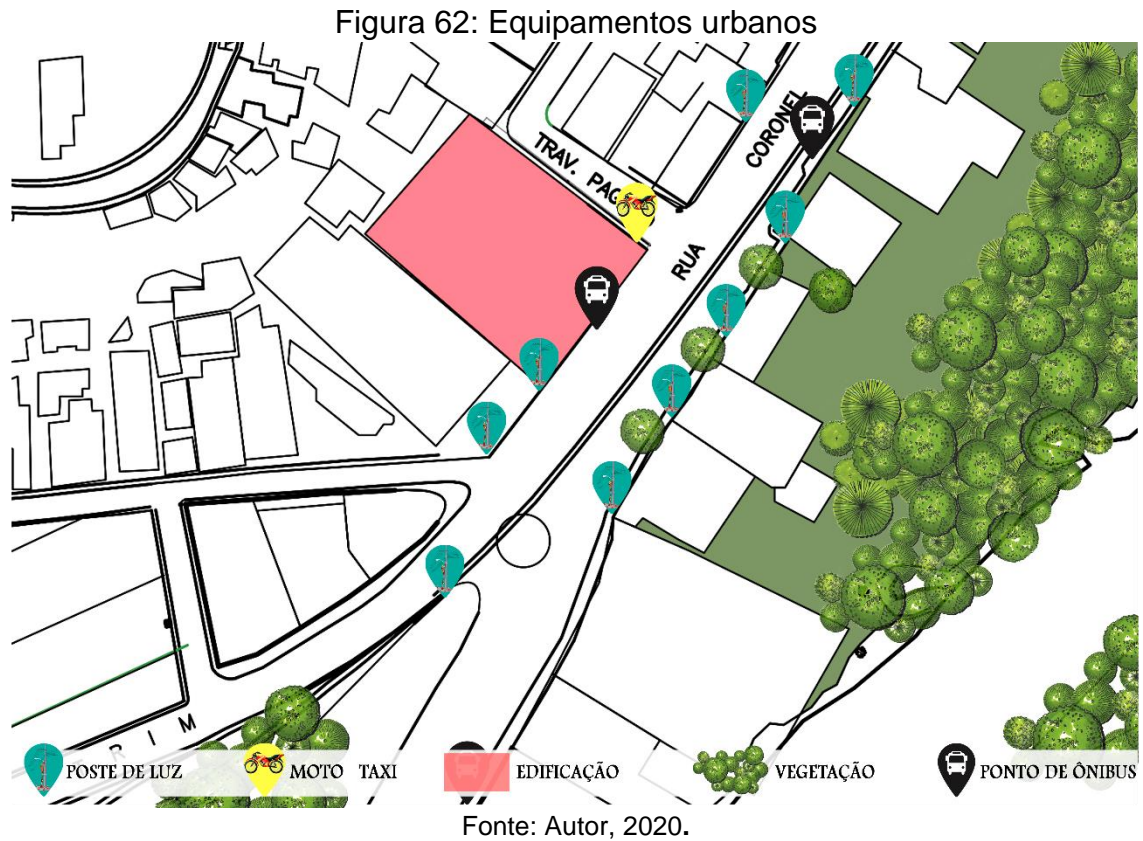 Figura 62: Equipamentos urbanos
CORONEL
TRAV.
RUA
RIM
POSTE DE LUZ
MOTO TAXI
EDIFICAÇÃO
VEGETAÇÃO
PONTO DE ÔNIBUS
Fonte: Autor, 2020.